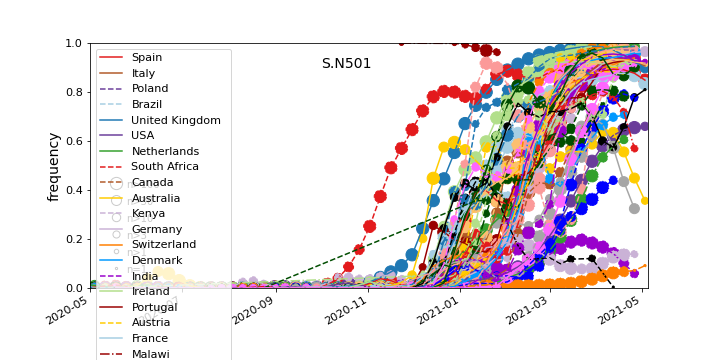 S.N501
frequency
1.0
0.8
0.6
0.4
0.2
0.0
2020-05
2020-09
2020-11
2021-01
2021-03
2021-05
Spain
Italy
Poland
Brazil
United Kingdom
USA
Netherlands
South Africa
Canada
Australia
Kenya
Germany
Switzerland
Denmark
India
Ireland
Portugal
Austria
France
Malawi